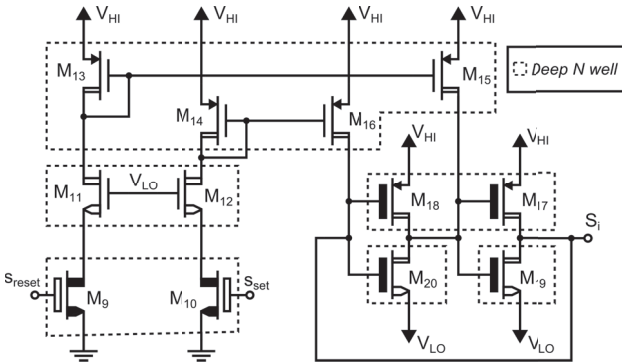 V_HI V_HI V_HI V_HI
M_13 M_15
Deep N well
M_14 M_16
V_HI V_HI
V_LO
M_11 M_12
M_18 M_17
S_i
s_reset s_set
M_9 M_10
M_20 M_19
V_LO V_LO